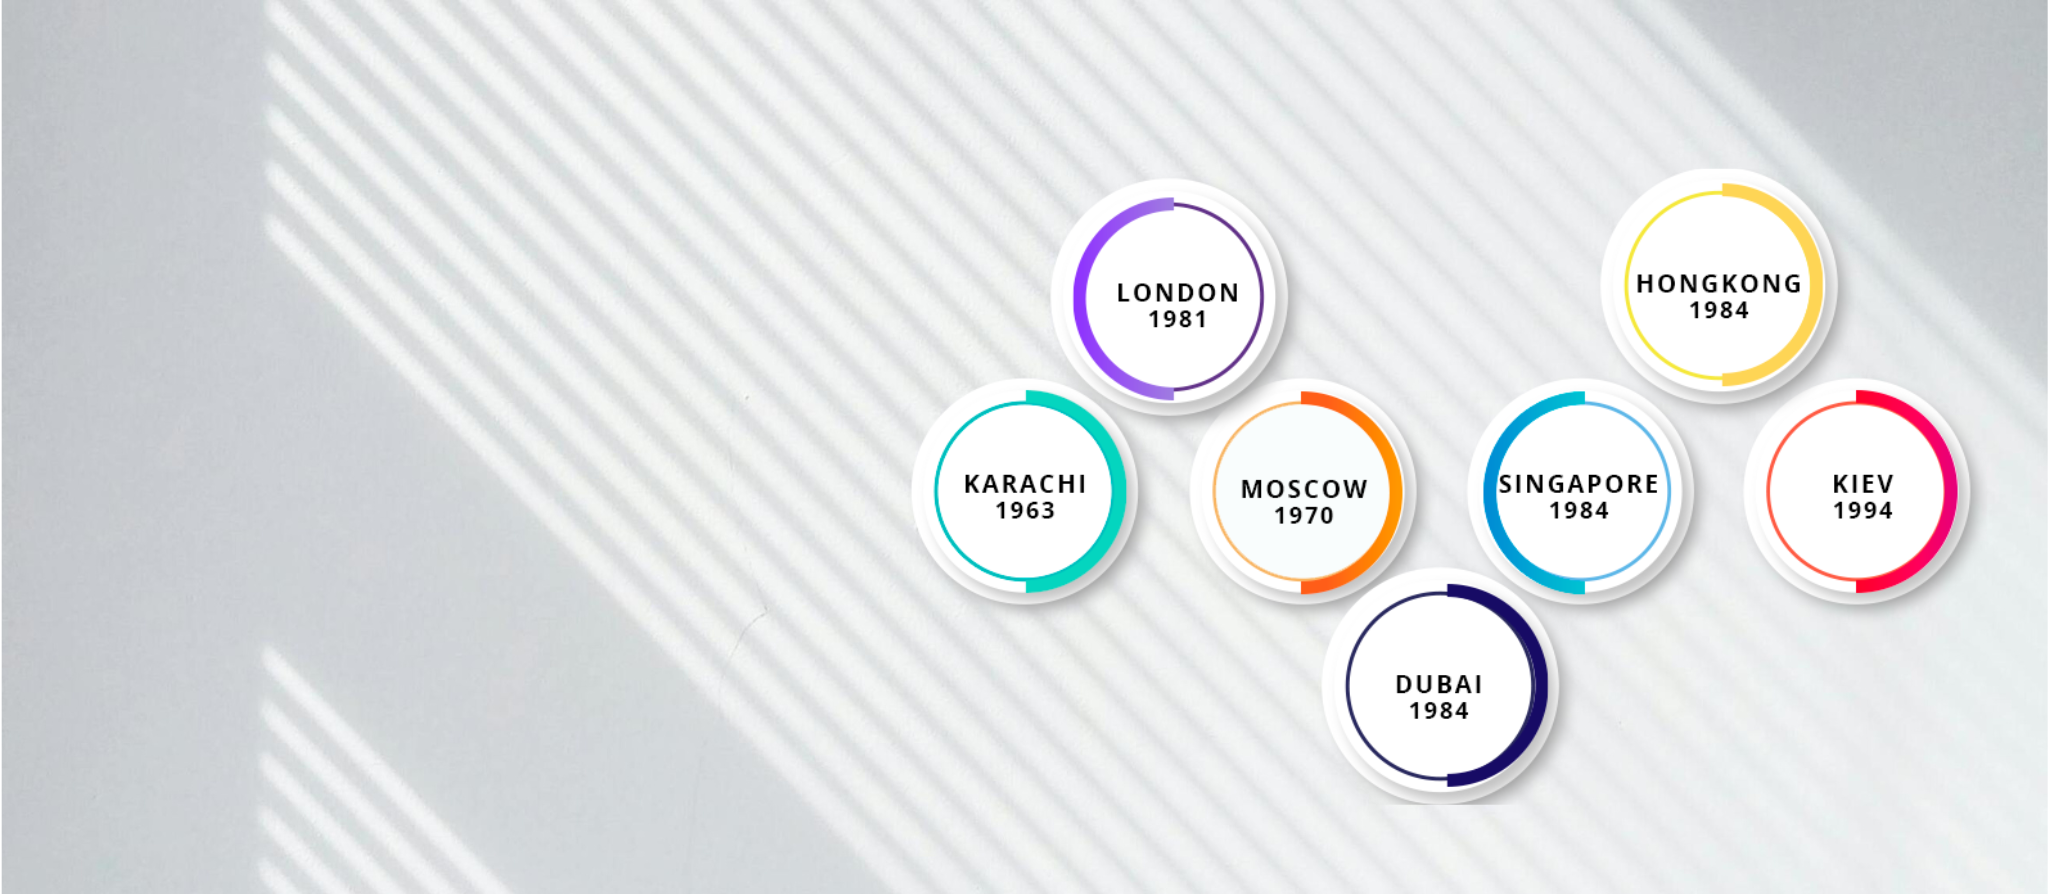 LONDON
1981
HONGKONG
1984
KARACHI
1963
MOSCOW
1970
SINGAPORE
1984
KIEV
1994
DUBAI
1984